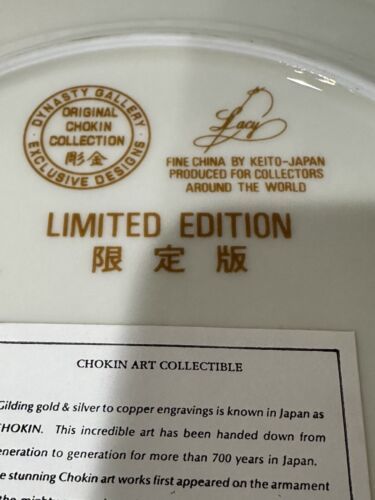 · DYNASTY GALLERY ·
ORIGINAL
CHOKIN
COLLECTION
彫金
EXCLUSIVE DESIGNS
Lacy
FINE CHINA BY KEITO-JAPAN
PRODUCED FOR COLLECTORS
AROUND THE WORLD
LIMITED EDITION
限定版
CHOKIN ART COLLECTIBLE
Gilding gold & silver to copper engravings is known in Japan as
CHOKIN. This incredible art has been handed down from
generation to generation for more than 700 years in Japan.
stunning Chokin art works first appeared on the armament